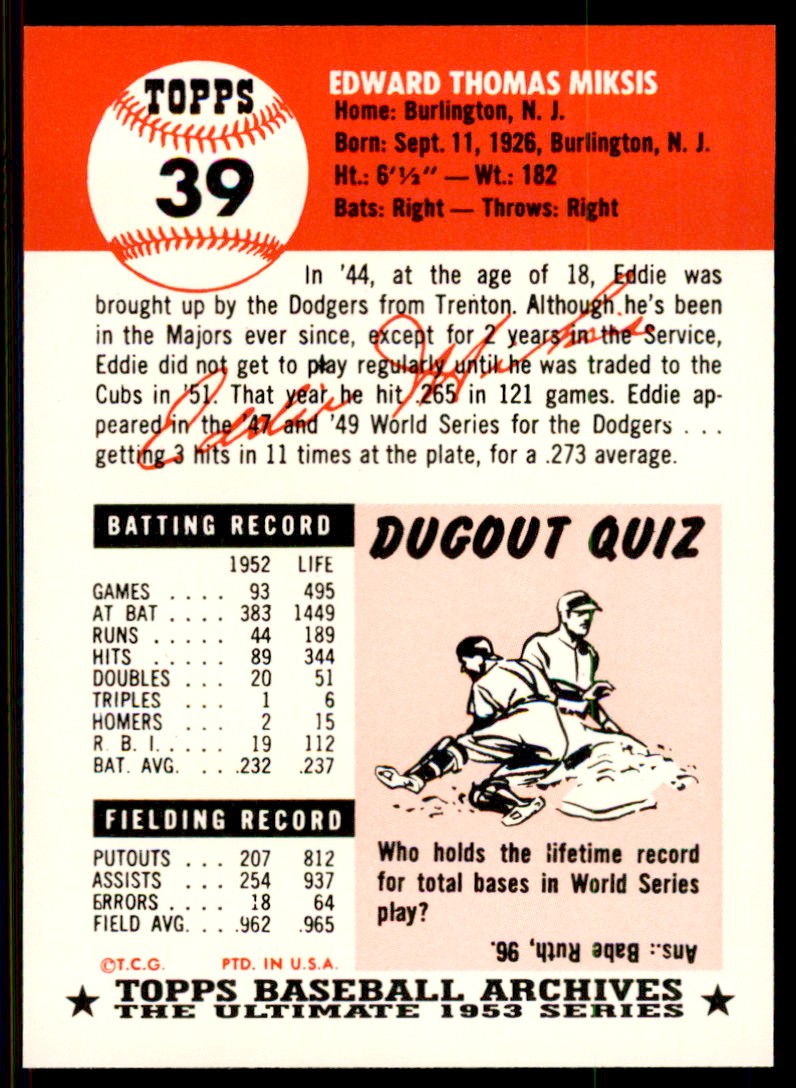 TOPPS
39
EDWARD THOMAS MIKSIS
Home: Burlington, N. J.
Born: Sept. 11, 1926, Burlington, N. J.
Ht.: 6'½" — Wt.: 182
Bats: Right — Throws: Right
In '44, at the age of 18, Eddie was
brought up by the Dodgers from Trenton. Although he's been
in the Majors ever since, except for 2 years in the Service,
Eddie did not get to play regularly until he was traded to the
Cubs in '51. That year he hit .265 in 121 games. Eddie ap-
peared in the '47 and '49 World Series for the Dodgers . . .
getting 3 hits in 11 times at the plate, for a .273 average.
Eddie Miksis
BATTING RECORD
1952 LIFE
GAMES . . . . 93 495
AT BAT . . . . 383 1449
RUNS . . . . . 44 189
HITS . . . . . 89 344
DOUBLES . . . 20 51
TRIPLES . . . 1 6
HOMERS . . . 2 15
R. B. I. . . . . 19 112
BAT. AVG. . . . .232 .237
FIELDING RECORD
PUTOUTS . . . 207 812
ASSISTS . . . . 254 937
ERRORS . . . . 18 64
FIELD AVG. . . .962 .965
©T.C.G. PTD. IN U.S.A.
DUGOUT QUIZ
Who holds the lifetime record
for total bases in World Series
play?
Ans.: Babe Ruth, 96.
★ TOPPS BASEBALL ARCHIVES ★
THE ULTIMATE 1953 SERIES